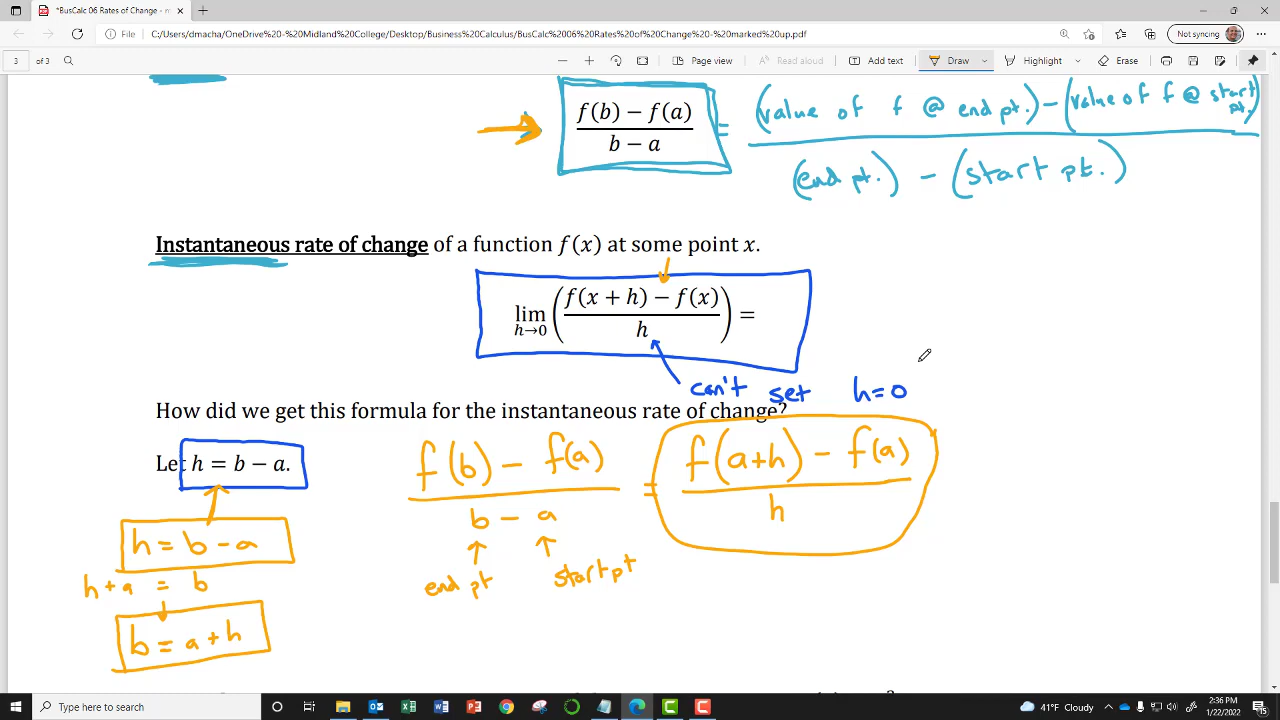 *BusCalc 06 Rates of Change - m
File
C:/Users/dmacha/OneDrive%20-%20Midland%20College/Desktop/Business%20Calculus/BusCalc%2006%20Rates%20of%20Change%20-%20marked%20up.pdf
Not syncing
3 of 3
Page view
Read aloud
Add text
Draw
Highlight
Erase
f(b) − f(a)
b − a
= (value of f @ end pt.) − (value of f @ start pt.)
(end pt.) − (start pt.)
Instantaneous rate of change of a function f(x) at some point x.
lim h→0 (f(x + h) − f(x) / h) =
can't set h=0
How did we get this formula for the instantaneous rate of change?
Let h = b − a.
f(b) − f(a) = f(a+h) − f(a)
b − a h
h = b − a
end pt start pt
h + a = b
b = a + h
Type here to search
41°F Cloudy
2:36 PM
1/22/2022